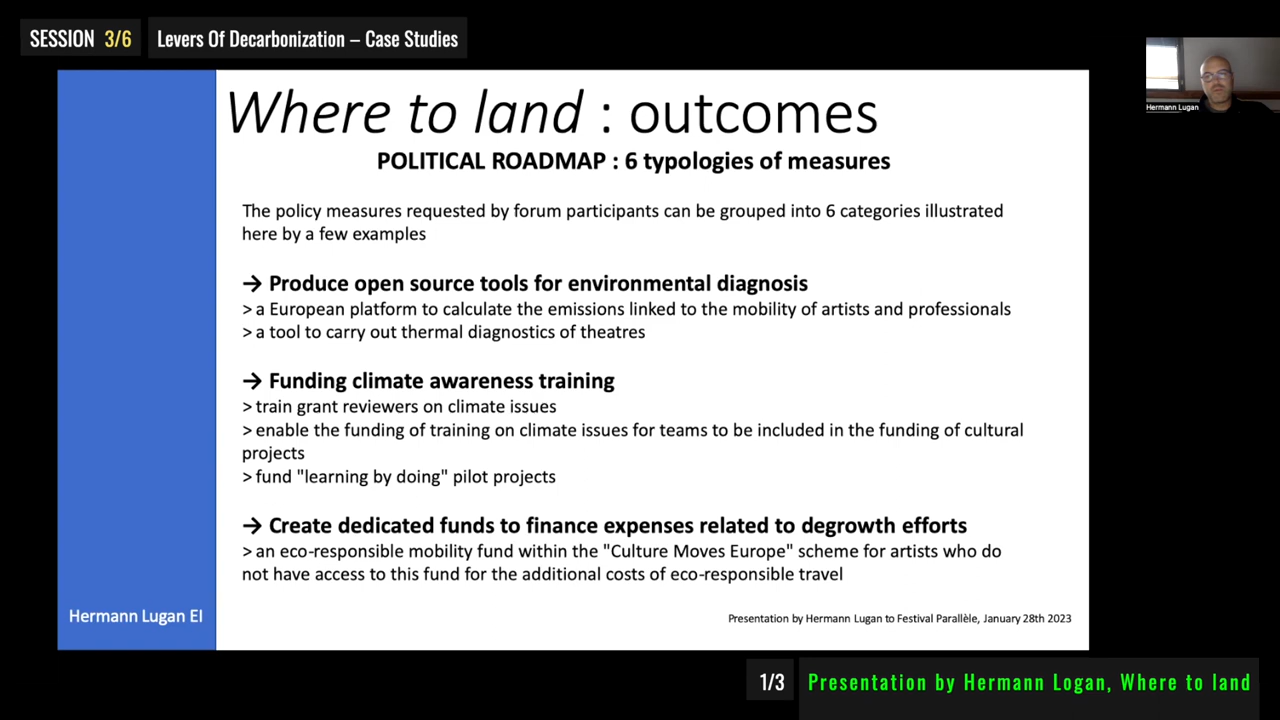 SESSION 3/6
Levers Of Decarbonization – Case Studies
Hermann Lugan
Where to land : outcomes
POLITICAL ROADMAP : 6 typologies of measures
The policy measures requested by forum participants can be grouped into 6 categories illustrated
here by a few examples
→ Produce open source tools for environmental diagnosis
> a European platform to calculate the emissions linked to the mobility of artists and professionals
> a tool to carry out thermal diagnostics of theatres
→ Funding climate awareness training
> train grant reviewers on climate issues
> enable the funding of training on climate issues for teams to be included in the funding of cultural
projects
> fund "learning by doing" pilot projects
→ Create dedicated funds to finance expenses related to degrowth efforts
> an eco-responsible mobility fund within the "Culture Moves Europe" scheme for artists who do
not have access to this fund for the additional costs of eco-responsible travel
Hermann Lugan EI
Presentation by Hermann Lugan to Festival Parallèle, January 28th 2023
1/3
Presentation by Hermann Logan, Where to land